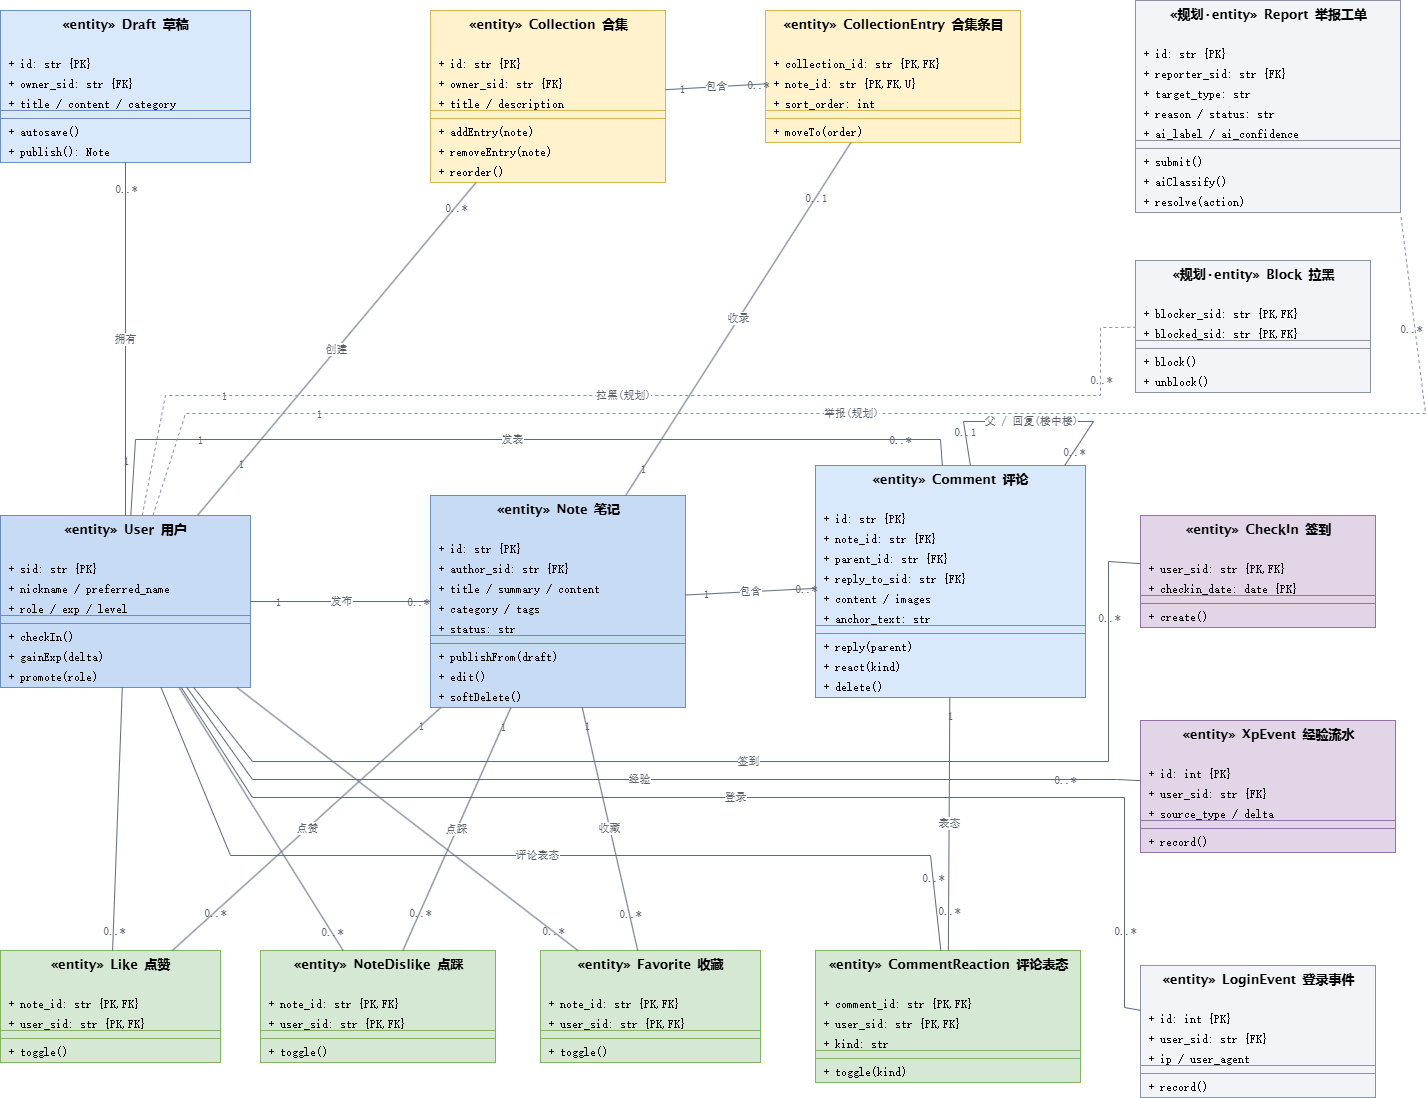 «entity» Draft 草稿
+ id: str {PK}
+ owner_sid: str {FK}
+ title / content / category
+ autosave()
+ publish(): Note
«entity» Collection 合集
+ id: str {PK}
+ owner_sid: str {FK}
+ title / description
+ addEntry(note)
+ removeEntry(note)
+ reorder()
1
包含
0..*
«entity» CollectionEntry 合集条目
+ collection_id: str {PK,FK}
+ note_id: str {PK,FK,U}
+ sort_order: int
+ moveTo(order)
«规划·entity» Report 举报工单
+ id: str {PK}
+ reporter_sid: str {FK}
+ target_type: str
+ reason / status: str
+ ai_label / ai_confidence
+ submit()
+ aiClassify()
+ resolve(action)
«规划·entity» Block 拉黑
+ blocker_sid: str {PK,FK}
+ blocked_sid: str {PK,FK}
+ block()
+ unblock()
0..*
拥有
1
0..*
创建
1
0..1
收录
1
1
拉黑(规划)
0..*
1
举报(规划)
0..*
1
发表
0..*
0..1
父 / 回复(楼中楼)
0..*
«entity» User 用户
+ sid: str {PK}
+ nickname / preferred_name
+ role / exp / level
+ checkIn()
+ gainExp(delta)
+ promote(role)
1
发布
0..*
«entity» Note 笔记
+ id: str {PK}
+ author_sid: str {FK}
+ title / summary / content
+ category / tags
+ status: str
+ publishFrom(draft)
+ edit()
+ softDelete()
1
包含
0..*
«entity» Comment 评论
+ id: str {PK}
+ note_id: str {FK}
+ parent_id: str {FK}
+ reply_to_sid: str {FK}
+ content / images
+ anchor_text: str
+ reply(parent)
+ react(kind)
+ delete()
«entity» CheckIn 签到
+ user_sid: str {PK,FK}
+ checkin_date: date {PK}
+ create()
«entity» XpEvent 经验流水
+ id: int {PK}
+ user_sid: str {FK}
+ source_type / delta
+ record()
签到
0..*
经验
0..*
登录
0..*
1
点赞
0..*
1
点踩
0..*
1
收藏
0..*
评论表态
0..*
1
表态
0..*
0..*
0..*
0..*
«entity» Like 点赞
+ note_id: str {PK,FK}
+ user_sid: str {PK,FK}
+ toggle()
«entity» NoteDislike 点踩
+ note_id: str {PK,FK}
+ user_sid: str {PK,FK}
+ toggle()
«entity» Favorite 收藏
+ note_id: str {PK,FK}
+ user_sid: str {PK,FK}
+ toggle()
«entity» CommentReaction 评论表态
+ comment_id: str {PK,FK}
+ user_sid: str {PK,FK}
+ kind: str
+ toggle(kind)
«entity» LoginEvent 登录事件
+ id: int {PK}
+ user_sid: str {FK}
+ ip / user_agent
+ record()